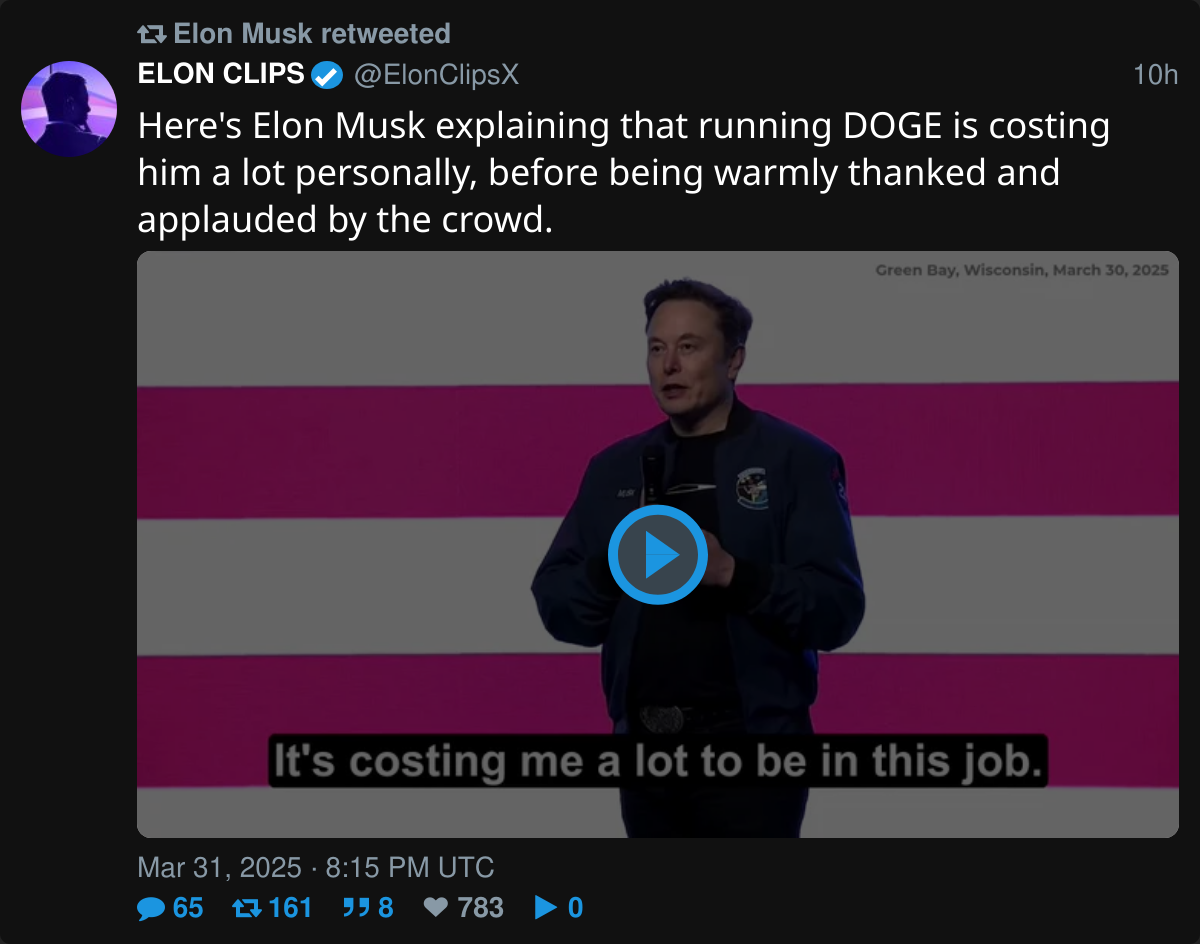 Elon Musk retweeted
ELON CLIPS @ElonClipsX 10h
Here's Elon Musk explaining that running DOGE is costing
him a lot personally, before being warmly thanked and
applauded by the crowd.
Green Bay, Wisconsin, March 30, 2025
MUSK
It's costing me a lot to be in this job.
Mar 31, 2025 · 8:15 PM UTC
65 161 8 783 0